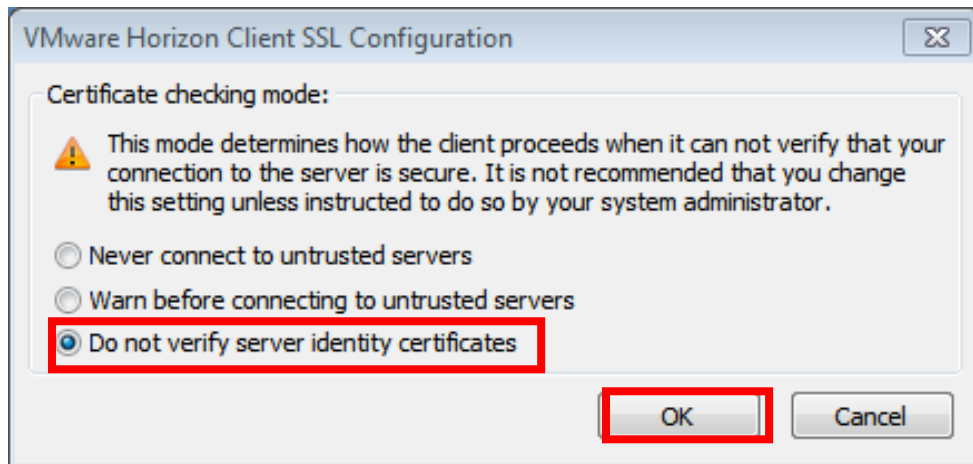 VMware Horizon Client SSL Configuration
Certificate checking mode:
This mode determines how the client proceeds when it can not verify that your
connection to the server is secure. It is not recommended that you change
this setting unless instructed to do so by your system administrator.
Never connect to untrusted servers
Warn before connecting to untrusted servers
Do not verify server identity certificates
OK
Cancel